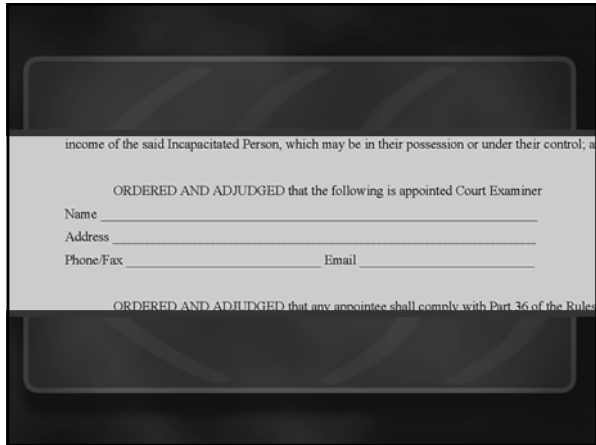 income of the said Incapacitated Person, which may be in their possession or under their control; a
ORDERED AND ADJUDGED that the following is appointed Court Examiner
Name
Address
Phone/Fax Email
ORDERED AND ADJUDGED that any appointee shall comply with Part 36 of the Rules